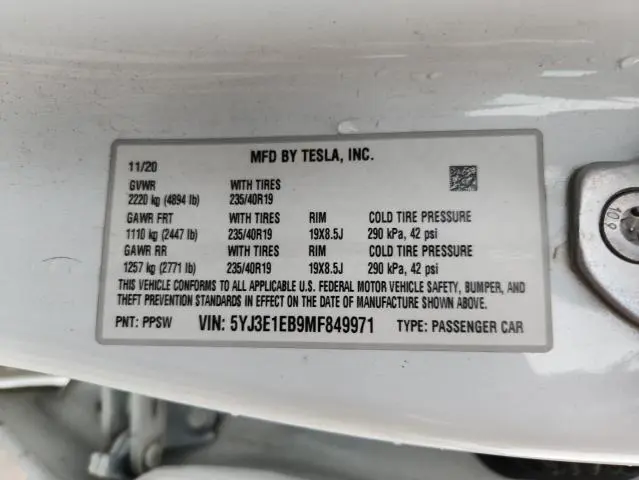 MFD BY TESLA, INC.
11/20
GVWR WITH TIRES
2220 kg (4894 lb) 235/40R19
GAWR FRT WITH TIRES RIM COLD TIRE PRESSURE
1110 kg (2447 lb) 235/40R19 19X8.5J 290 kPa, 42 psi
GAWR RR WITH TIRES RIM COLD TIRE PRESSURE
1257 kg (2771 lb) 235/40R19 19X8.5J 290 kPa, 42 psi
THIS VEHICLE CONFORMS TO ALL APPLICABLE U.S. FEDERAL MOTOR VEHICLE SAFETY, BUMPER, AND
THEFT PREVENTION STANDARDS IN EFFECT ON THE DATE OF MANUFACTURE SHOWN ABOVE.
PNT: PPSW VIN: 5YJ3E1EB9MF849971 TYPE: PASSENGER CAR
10.9